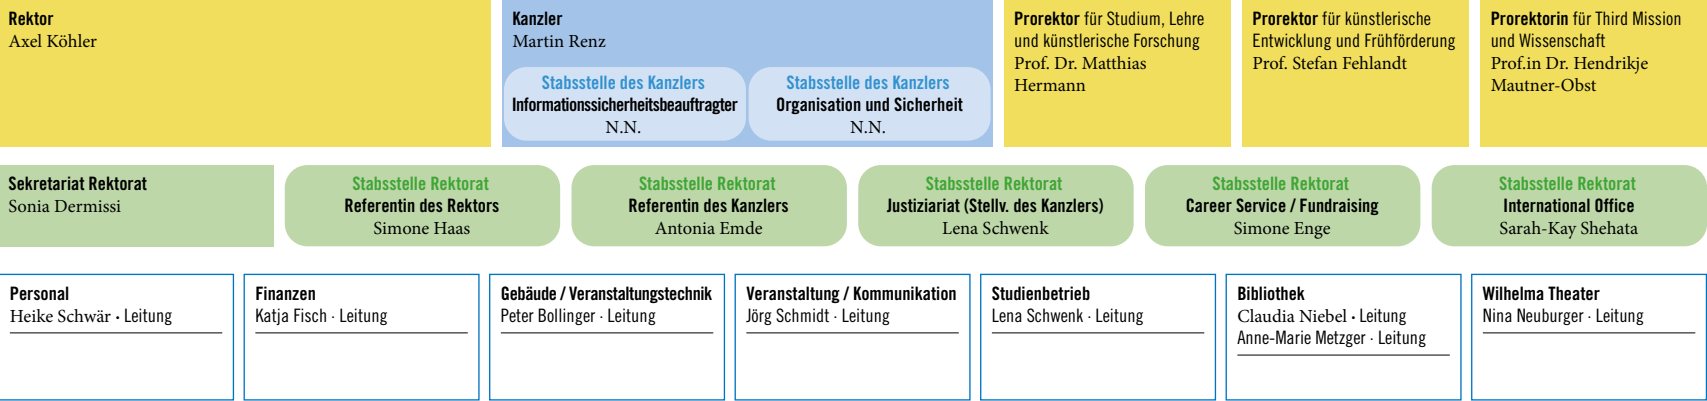 Rektor
Axel Köhler
Kanzler
Martin Renz
Stabsstelle des Kanzlers
Informationssicherheitsbeauftragter
N.N.
Stabsstelle des Kanzlers
Organisation und Sicherheit
N.N.
Prorektor für Studium, Lehre
und künstlerische Forschung
Prof. Dr. Matthias
Hermann
Prorektor für künstlerische
Entwicklung und Frühförderung
Prof. Stefan Fehlandt
Prorektorin für Third Mission
und Wissenschaft
Prof.in Dr. Hendrikje
Mautner-Obst
Sekretariat Rektorat
Sonia Dermissi
Stabsstelle Rektorat
Referentin des Rektors
Simone Haas
Stabsstelle Rektorat
Referentin des Kanzlers
Antonia Emde
Stabsstelle Rektorat
Justiziariat (Stellv. des Kanzlers)
Lena Schwenk
Stabsstelle Rektorat
Career Service / Fundraising
Simone Enge
Stabsstelle Rektorat
International Office
Sarah-Kay Shehata
Personal
Heike Schwär · Leitung
Finanzen
Katja Fisch · Leitung
Gebäude / Veranstaltungstechnik
Peter Bollinger · Leitung
Veranstaltung / Kommunikation
Jörg Schmidt · Leitung
Studienbetrieb
Lena Schwenk · Leitung
Bibliothek
Claudia Niebel · Leitung
Anne-Marie Metzger · Leitung
Wilhelma Theater
Nina Neuburger · Leitung